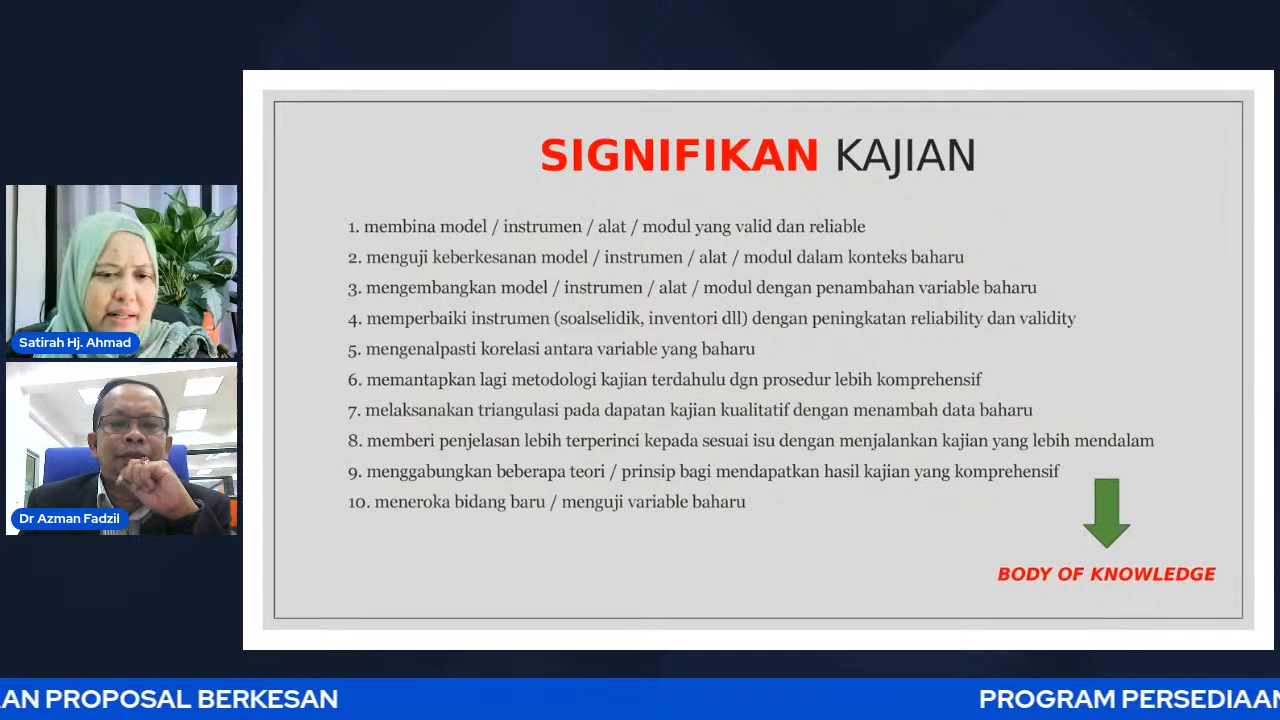 SIGNIFIKAN KAJIAN
1. membina model / instrumen / alat / modul yang valid dan reliable
2. menguji keberkesanan model / instrumen / alat / modul dalam konteks baharu
3. mengembangkan model / instrumen / alat / modul dengan penambahan variable baharu
4. memperbaiki instrumen (soalselidik, inventori dll) dengan peningkatan reliability dan validity
5. mengenalpasti korelasi antara variable yang baharu
6. memantapkan lagi metodologi kajian terdahulu dgn prosedur lebih komprehensif
7. melaksanakan triangulasi pada dapatan kajian kualitatif dengan menambah data baharu
8. memberi penjelasan lebih terperinci kepada sesuai isu dengan menjalankan kajian yang lebih mendalam
9. menggabungkan beberapa teori / prinsip bagi mendapatkan hasil kajian yang komprehensif
10. meneroka bidang baru / menguji variable baharu
BODY OF KNOWLEDGE
Satirah Hj. Ahmad
Dr Azman Fadzil
AAN PROPOSAL BERKESAN
PROGRAM PERSEDIAAN